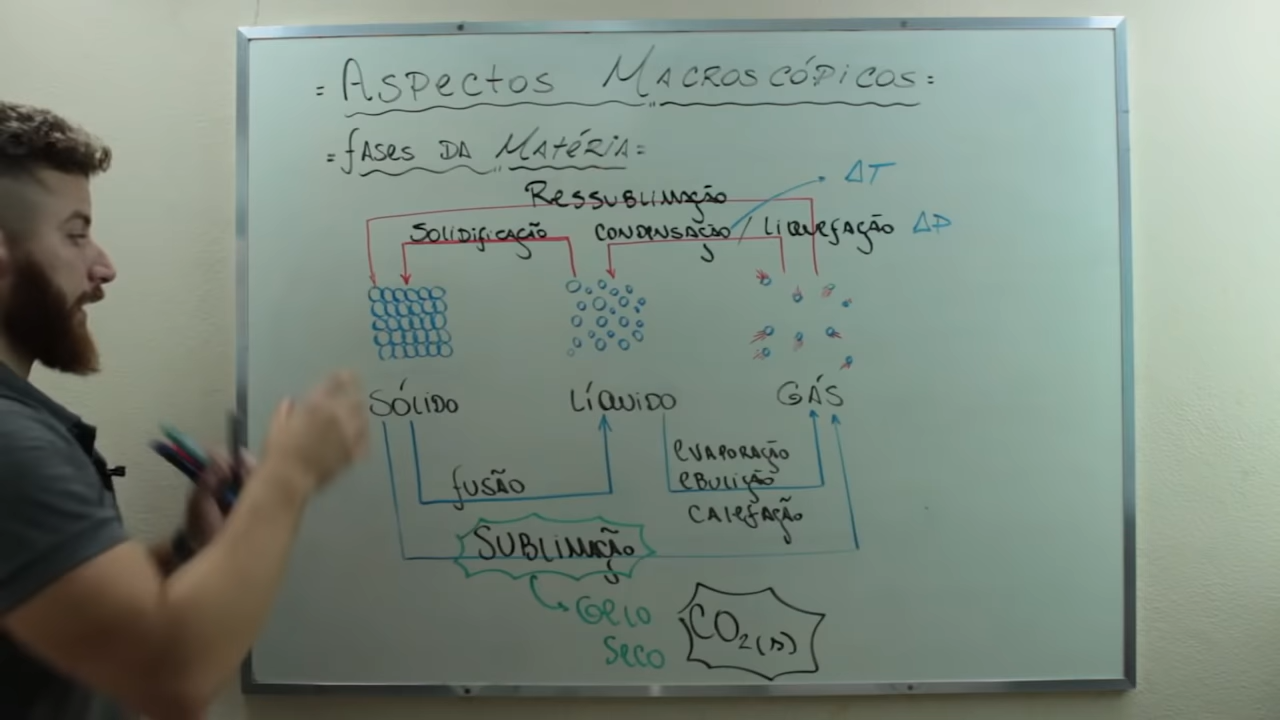 = Aspectos Macroscópicos =
= fases da Matéria =
ΔT
Ressublimação
Solidificação
Condensação / Liquefação ΔP
Sólido
Líquido
Gás
fusão
evaporação
ebulição
calefação
Sublimação
Gelo
Seco
CO₂(s)